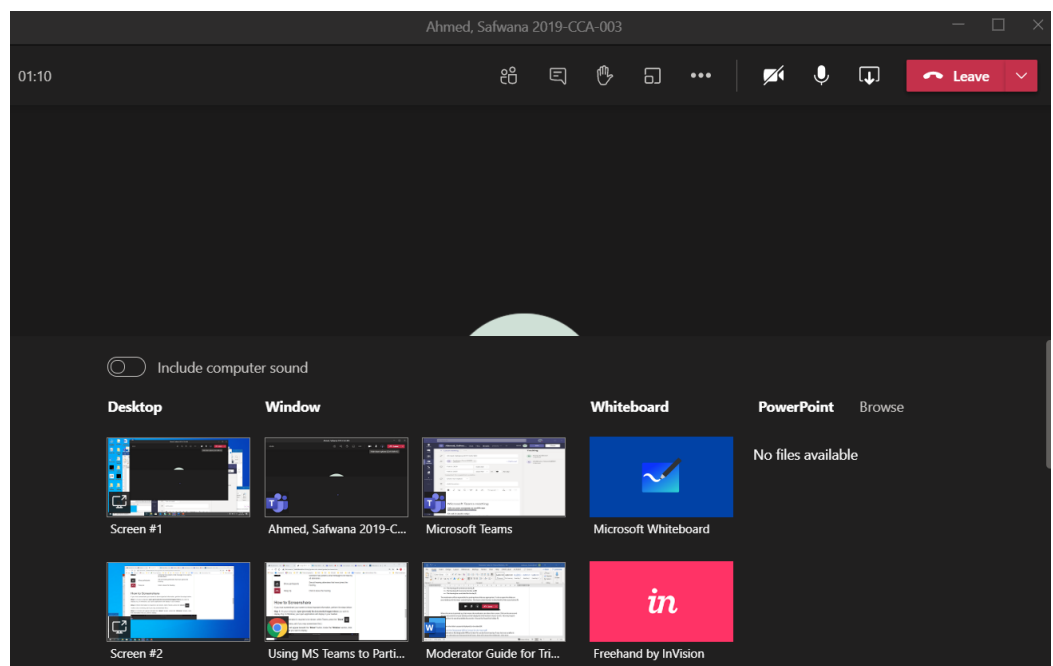 Ahmed, Safwana 2019-CCA-003
01:10
Leave
Include computer sound
Desktop
Window
Whiteboard
PowerPoint
Browse
No files available
Screen #1
Ahmed, Safwana 2019-C...
Microsoft Teams
Microsoft Whiteboard
in
Screen #2
Using MS Teams to Parti...
Moderator Guide for Tri...
Freehand by InVision